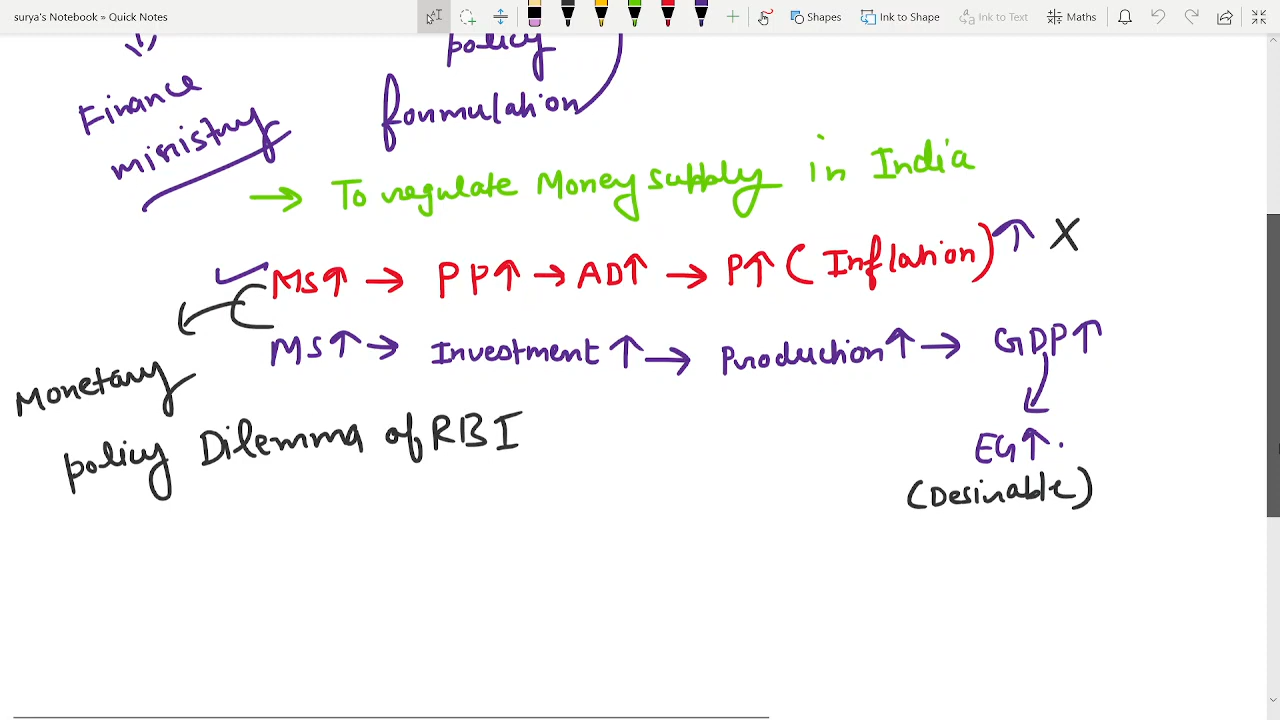 surya's Notebook » Quick Notes
Shapes
Ink to Shape
Ink to Text
Maths
policy
Finance
formulation
ministry
→ To regulate Money supply in India
MS↑ → PP↑ → AD↑ → P↑ (Inflation)↑ X
MS↑ → Investment ↑ → Production↑ → GDP↑
Monetary
policy Dilemma of RBI
EG↑.
(Desirable)